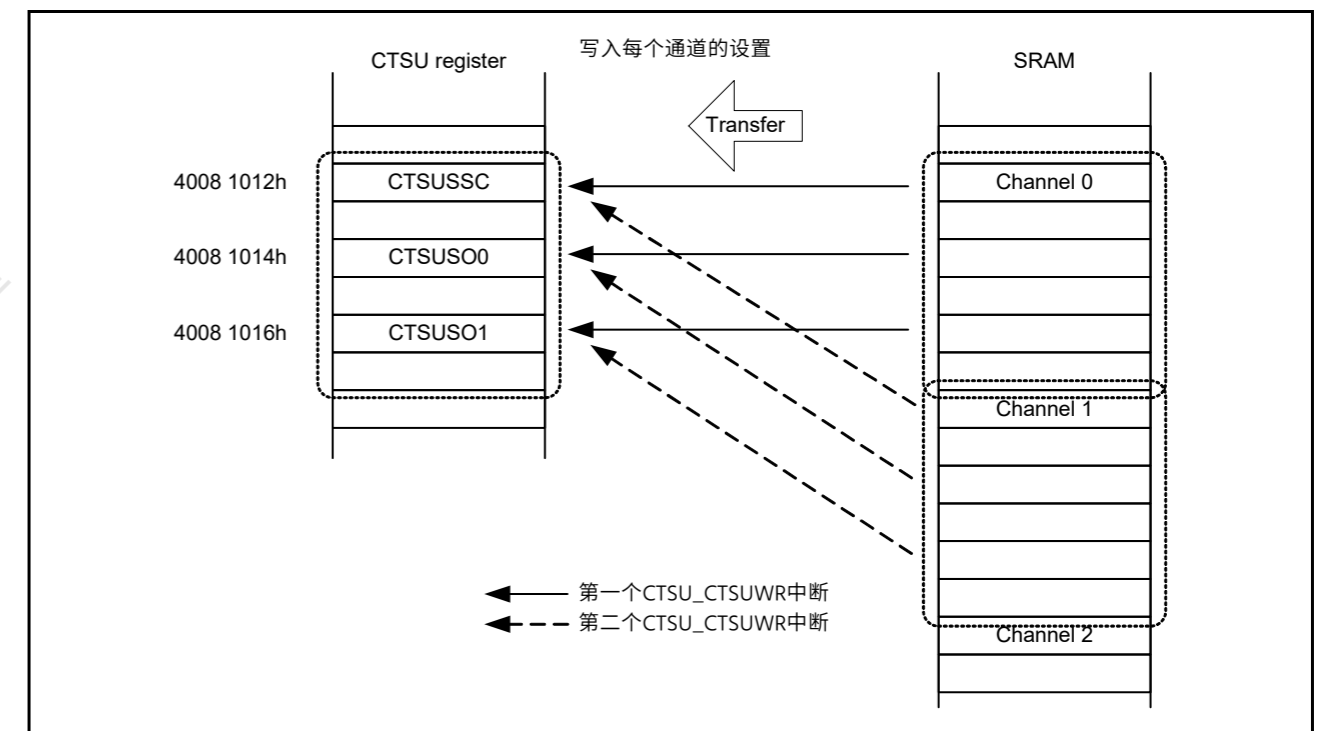 写入每个通道的设置
CTSU register
SRAM
Transfer
4008 1012h
CTSUSSC
Channel 0
4008 1014h
CTSUSO0
4008 1016h
CTSUSO1
Channel 1
第一个CTSU_CTSUWR中断
第二个CTSU_CTSUWR中断
Channel 2